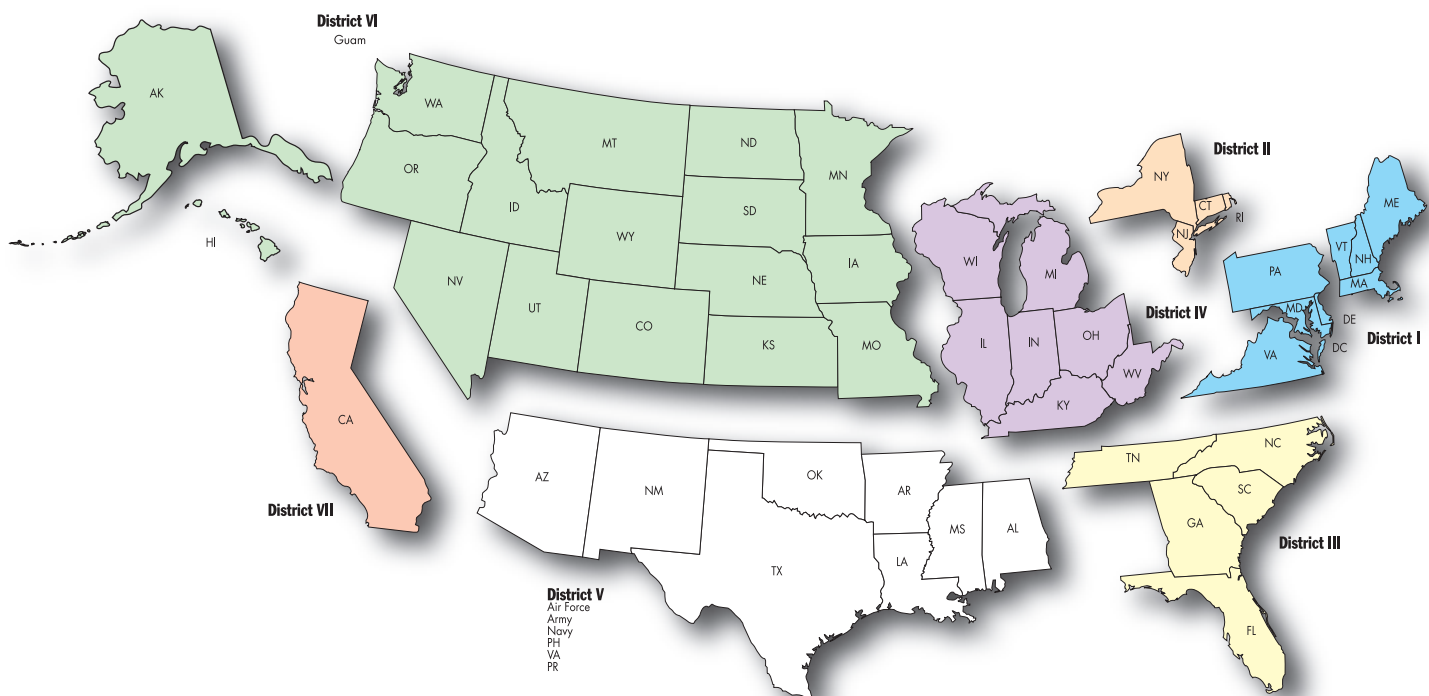 District VI
Guam
AK
WA
MT
ND
MN
OR
ID
SD
WY
HI
NV
UT
NE
IA
CO
KS
MO
District II
NY
CT
RI
NJ
ME
VT
NH
MA
PA
MD
DE
DC
VA
District I
WI
MI
District IV
IL
IN
OH
WV
KY
CA
District VII
AZ
NM
OK
AR
TX
LA
MS
AL
District V
Air Force
Army
Navy
PH
VA
PR
TN
NC
SC
GA
FL
District III